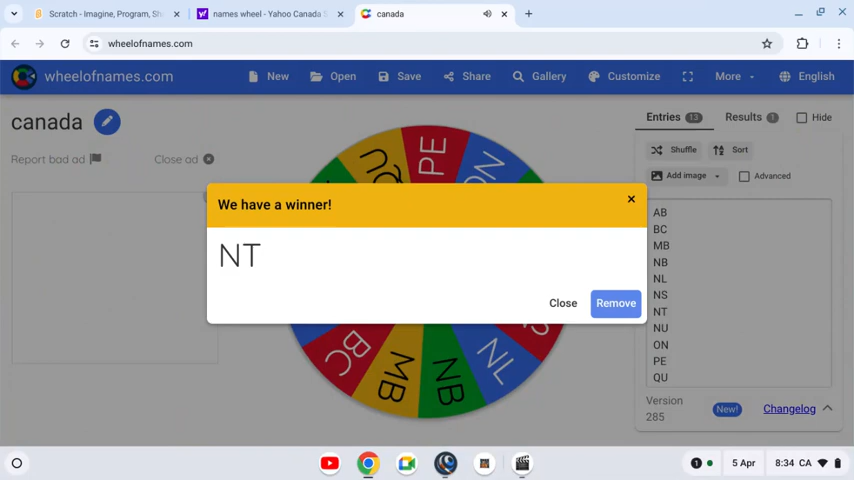 Scratch - Imagine, Program, Sh
names wheel - Yahoo Canada S
canada
wheelofnames.com
wheelofnames.com
New
Open
Save
Share
Gallery
Customize
More
English
canada
Report bad ad
Close ad
Entries 13
Results 1
Hide
Shuffle
Sort
Add image
Advanced
QU
PE
ON
We have a winner!
NT
Close
Remove
BC
MB
NB
NL
NS
AB
BC
MB
NB
NL
NS
NT
NU
ON
PE
QU
Version
285
New!
Changelog
1
5 Apr
8:34 CA